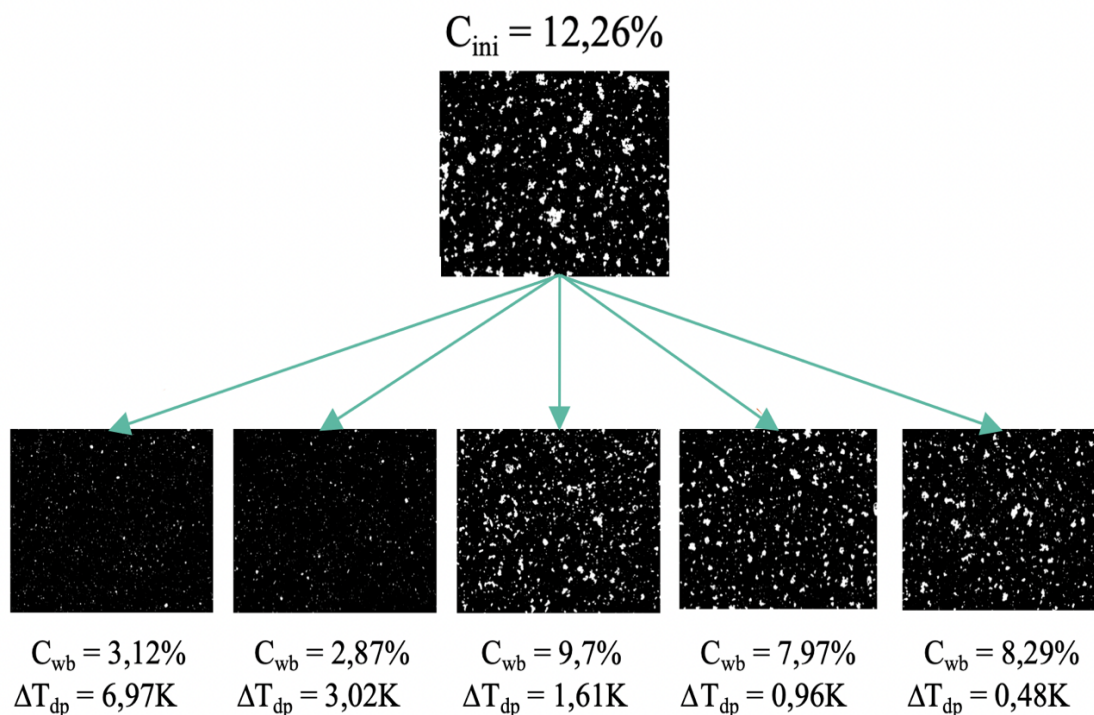 C_ini = 12,26%
C_wb = 3,12%
ΔT_dp = 6,97K
C_wb = 2,87%
ΔT_dp = 3,02K
C_wb = 9,7%
ΔT_dp = 1,61K
C_wb = 7,97%
ΔT_dp = 0,96K
C_wb = 8,29%
ΔT_dp = 0,48K